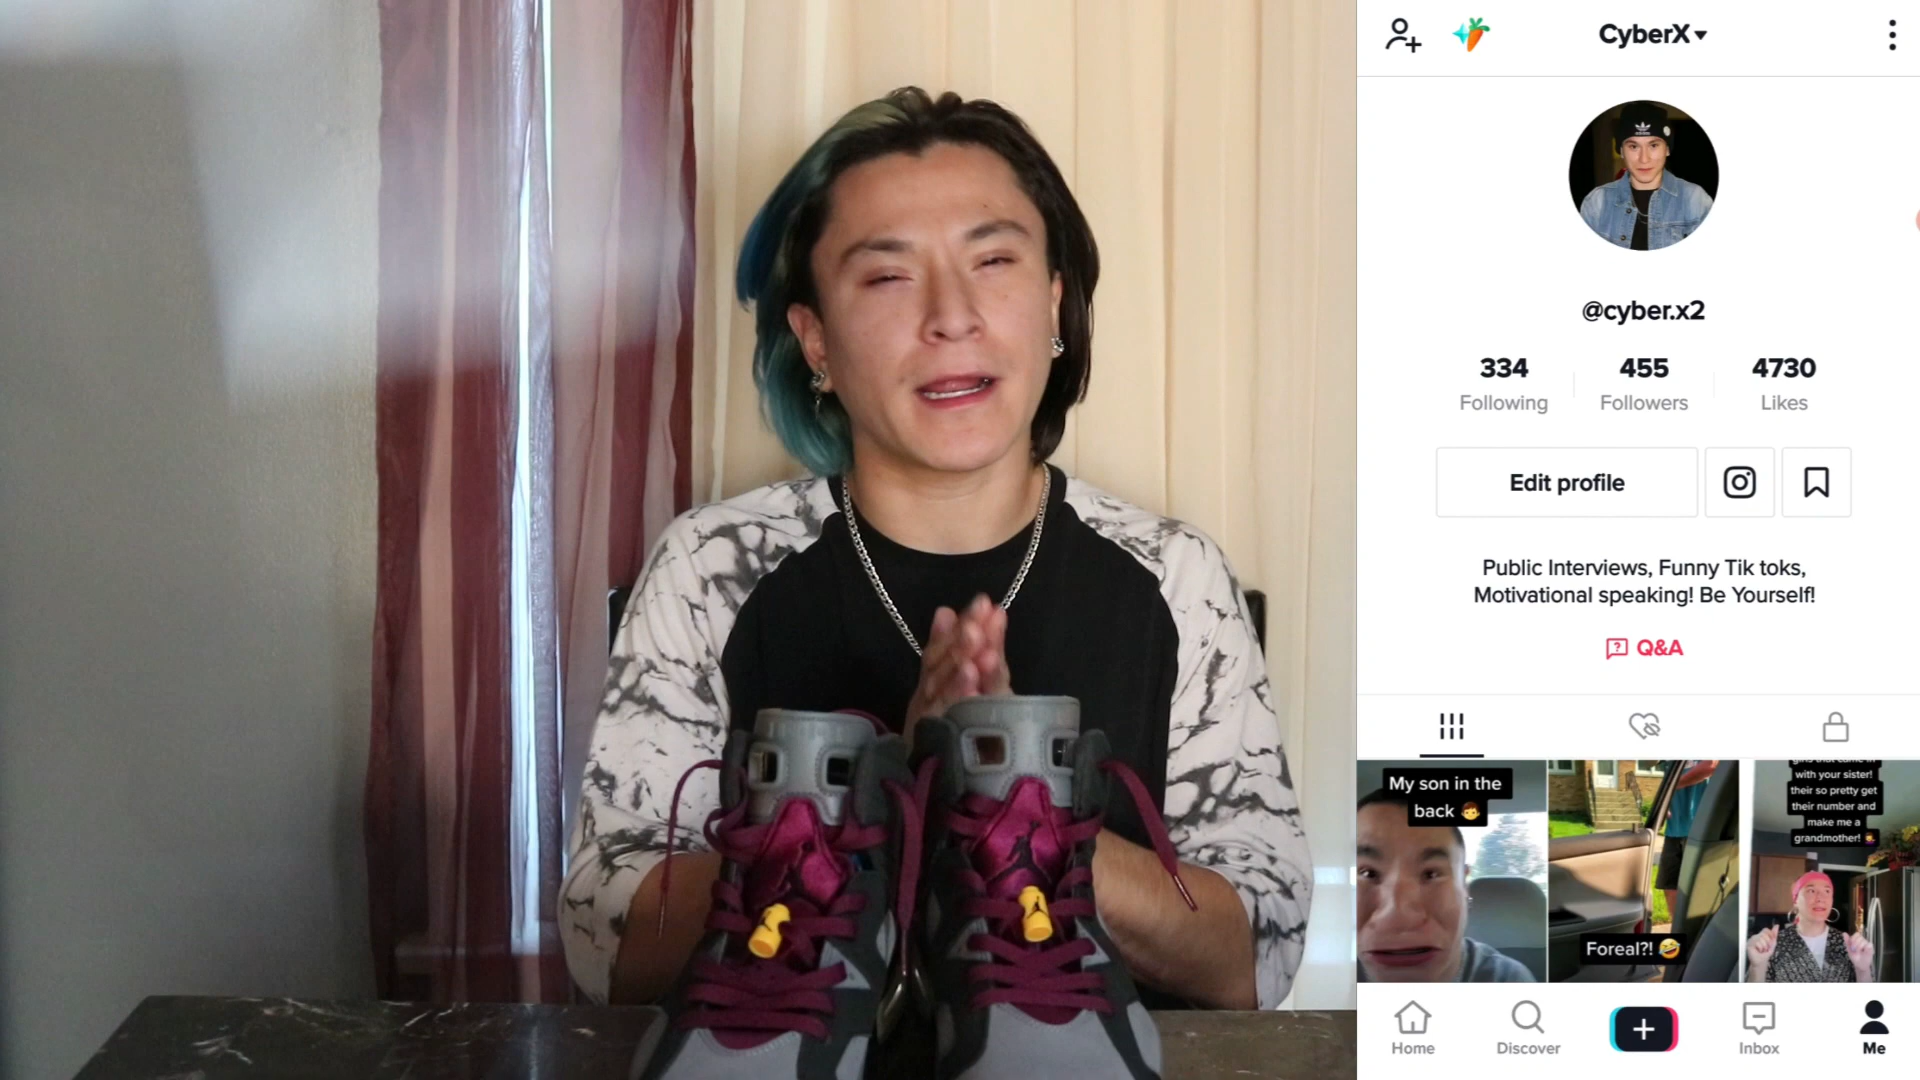 CyberX
@cyber.x2
334
455
4730
Following
Followers
Likes
Edit profile
Public Interviews, Funny Tik toks,
Motivational speaking! Be Yourself!
Q&A
My son in the
back
Foreal?!
with your sister!
their so pretty get
their number and
make me a
grandmother!
Home
Discover
Inbox
Me